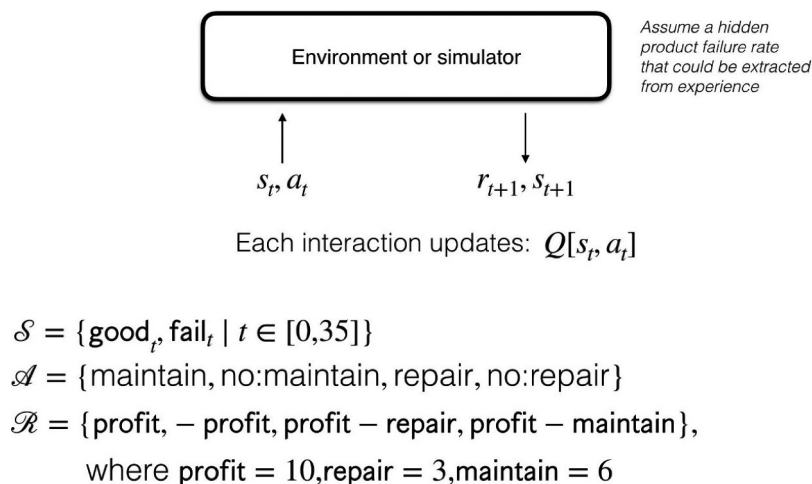 Environment or simulator
Assume a hidden
product failure rate
that could be extracted
from experience
s_t, a_t
r_{t+1}, s_{t+1}
Each interaction updates: Q[s_t, a_t]
𝒮 = {good_t, fail_t | t ∈ [0,35]}
𝒜 = {maintain, no:maintain, repair, no:repair}
ℛ = {profit, − profit, profit − repair, profit − maintain},
where profit = 10,repair = 3,maintain = 6